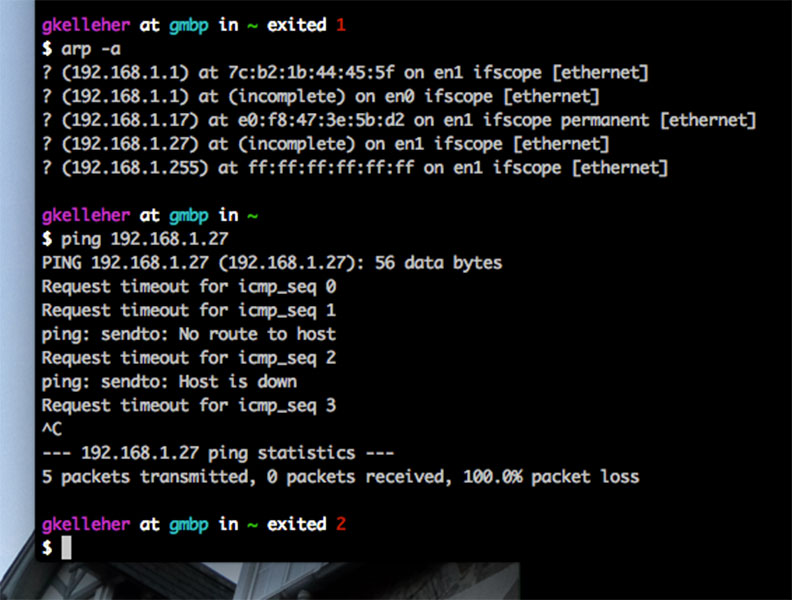 gkelleher at gmbp in ~ exited 1
$ arp -a
? (192.168.1.1) at 7c:b2:1b:44:45:5f on en1 ifscope [ethernet]
? (192.168.1.1) at (incomplete) on en0 ifscope [ethernet]
? (192.168.1.17) at e0:f8:47:3e:5b:d2 on en1 ifscope permanent [ethernet]
? (192.168.1.27) at (incomplete) on en1 ifscope [ethernet]
? (192.168.1.255) at ff:ff:ff:ff:ff:ff on en1 ifscope [ethernet]
gkelleher at gmbp in ~
$ ping 192.168.1.27
PING 192.168.1.27 (192.168.1.27): 56 data bytes
Request timeout for icmp_seq 0
Request timeout for icmp_seq 1
ping: sendto: No route to host
Request timeout for icmp_seq 2
ping: sendto: Host is down
Request timeout for icmp_seq 3
^C
--- 192.168.1.27 ping statistics ---
5 packets transmitted, 0 packets received, 100.0% packet loss
gkelleher at gmbp in ~ exited 2
$